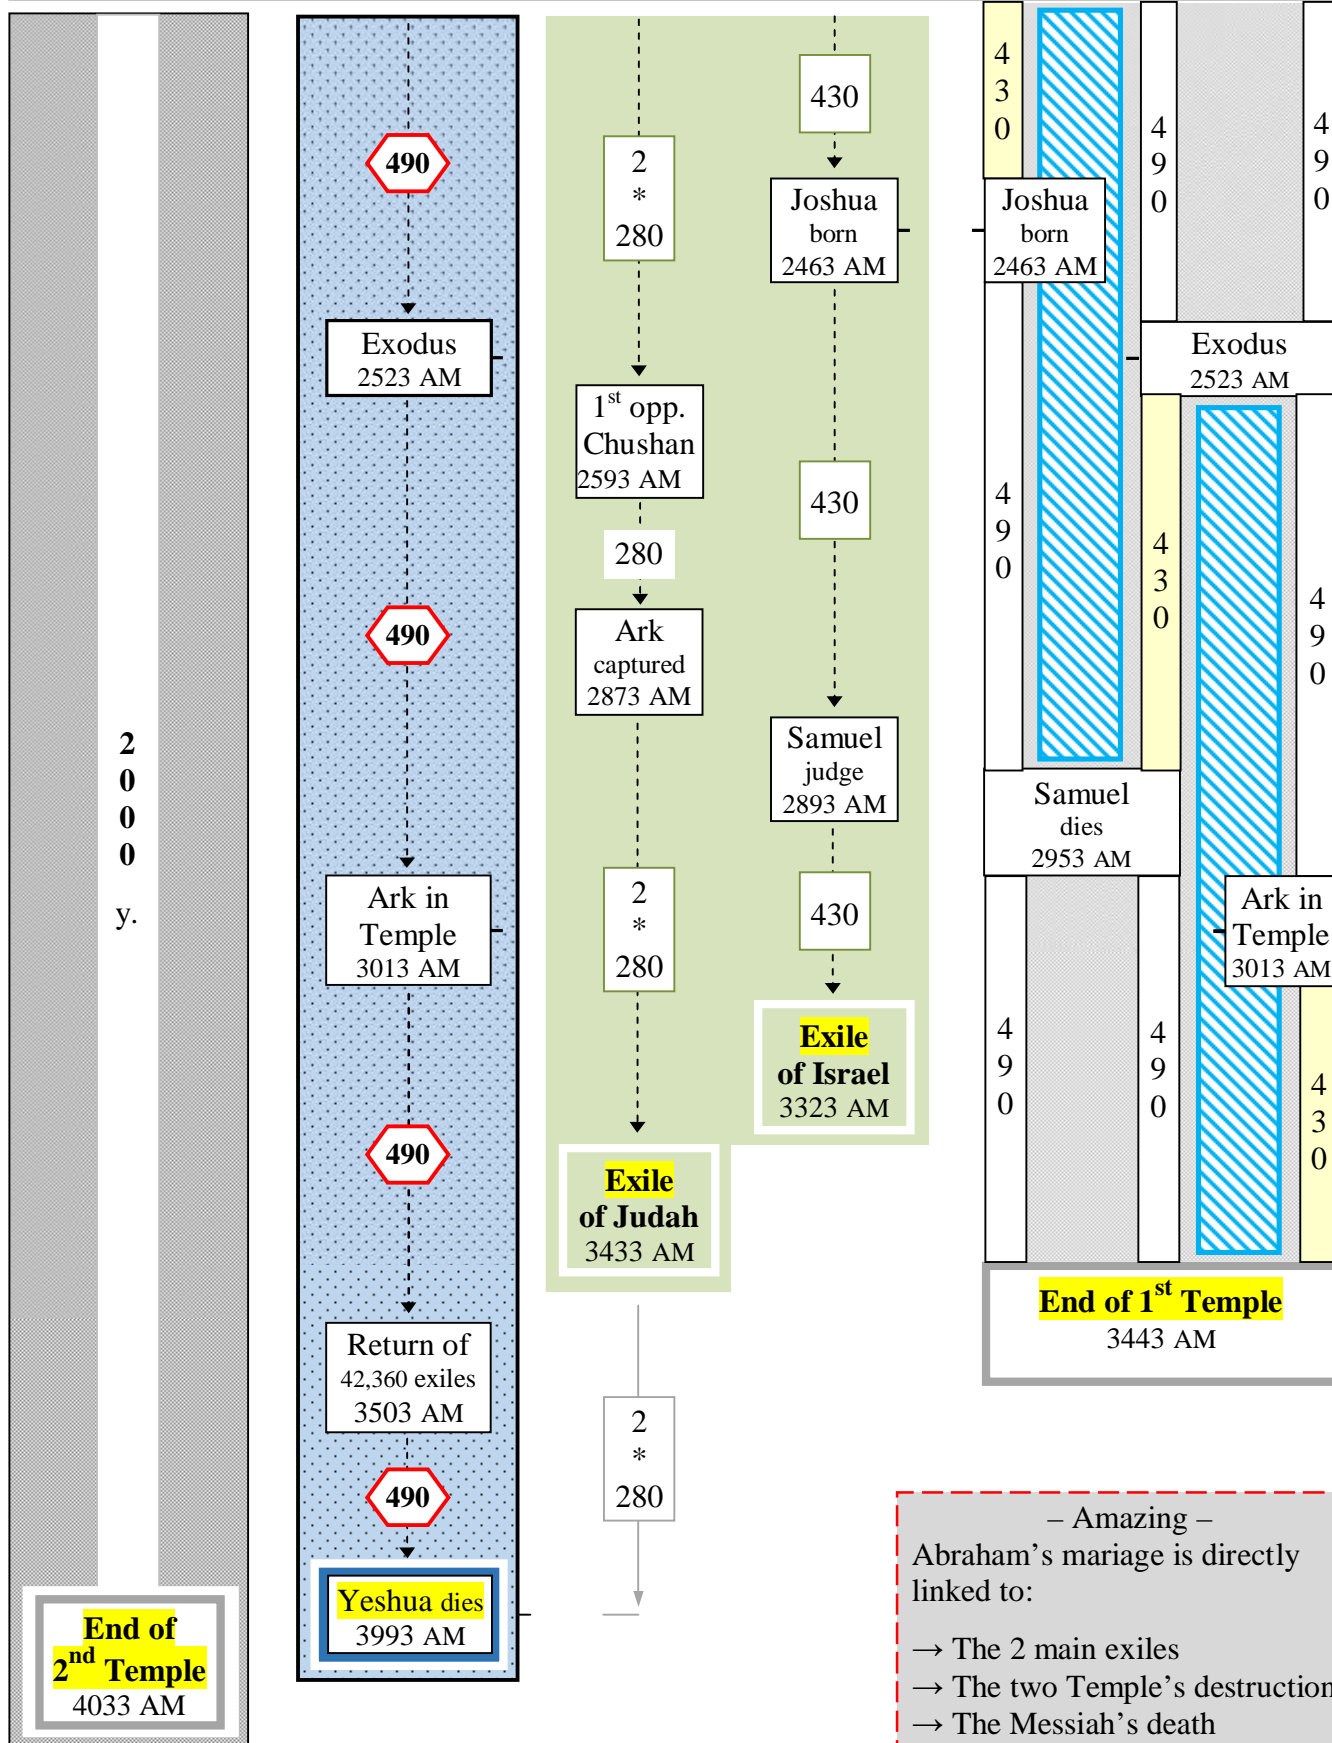 2
0
0
0
y.
End of
2nd Temple
4033 AM
490
Exodus
2523 AM
490
Ark in
Temple
3013 AM
490
Return of
42,360 exiles
3503 AM
490
Yeshua dies
3993 AM
2
*
280
1st opp.
Chushan
2593 AM
280
Ark
captured
2873 AM
2
*
280
Exile
of Judah
3433 AM
2
*
280
430
Joshua
born
2463 AM
430
Samuel
judge
2893 AM
430
Exile
of Israel
3323 AM
4
3
0
Joshua
born
2463 AM
4
9
0
Samuel
dies
2953 AM
4
9
0
4
9
0
Exodus
2523 AM
4
3
0
4
9
0
4
9
0
4
9
0
Ark in
Temple
3013 AM
4
3
0
End of 1st Temple
3443 AM
– Amazing –
Abraham’s mariage is directly
linked to:
→ The 2 main exiles
→ The two Temple’s destruction
→ The Messiah’s death